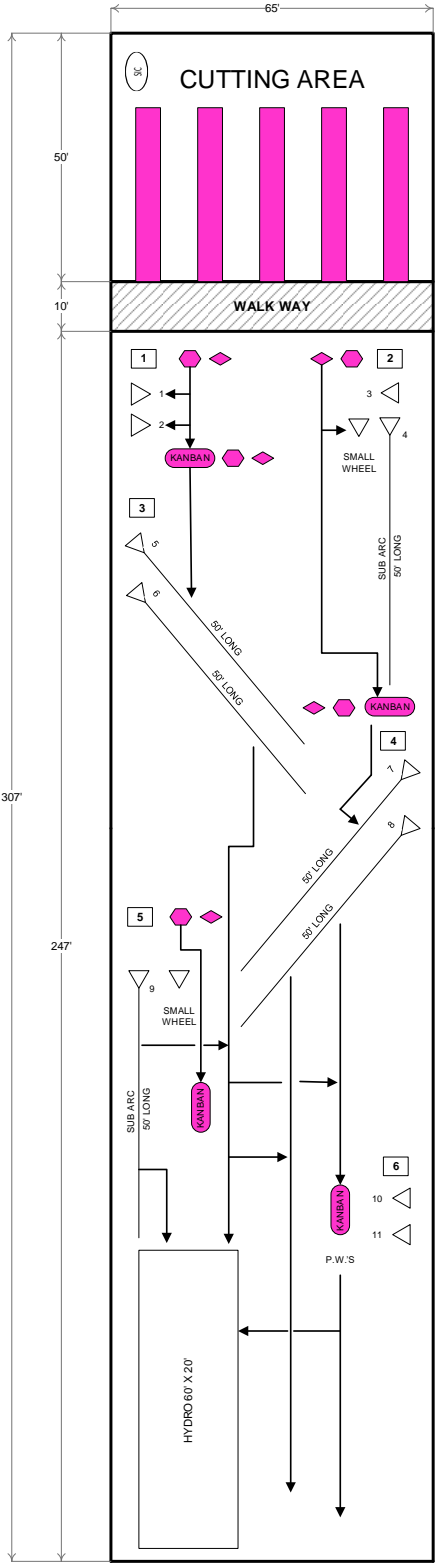 65'
SIC
CUTTING AREA
50'
10'
WALK WAY
1
2
1
3
2
4
SMALL
WHEEL
KANBAN
3
5
6
SUB ARC
50' LONG
50' LONG
50' LONG
KANBAN
4
7
8
307'
50' LONG
50' LONG
5
247'
9
SMALL
WHEEL
SUB ARC
50' LONG
KANBAN
6
KANBAN
10
11
P.W.'S
HYDRO 60' X 20'